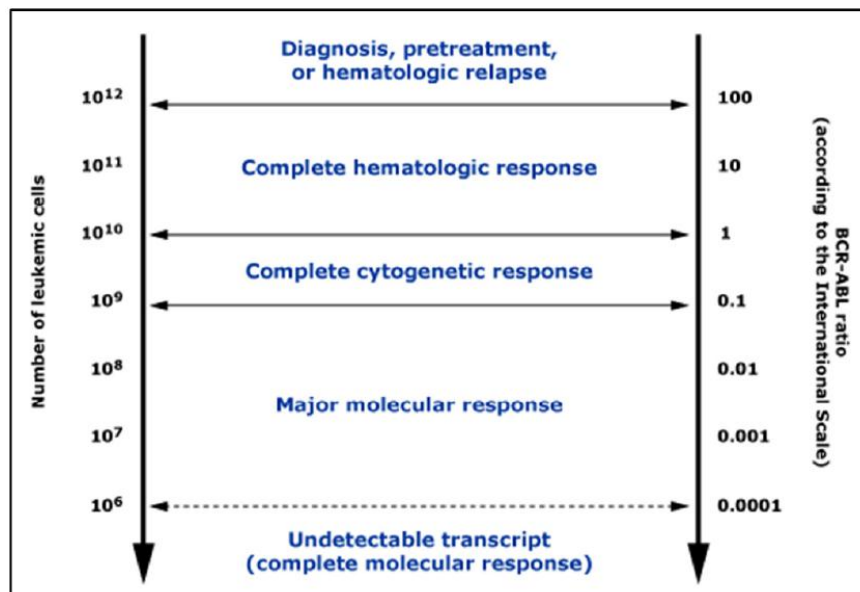 Diagnosis, pretreatment,
or hematologic relapse
10¹² 100
Complete hematologic response
10¹¹ 10
10¹⁰ 1
Complete cytogenetic response
10⁹ 0.1
10⁸ 0.01
Major molecular response
10⁷ 0.001
10⁶ 0.0001
Undetectable transcript
(complete molecular response)
Number of leukemic cells
BCR-ABL ratio
(according to the International Scale)